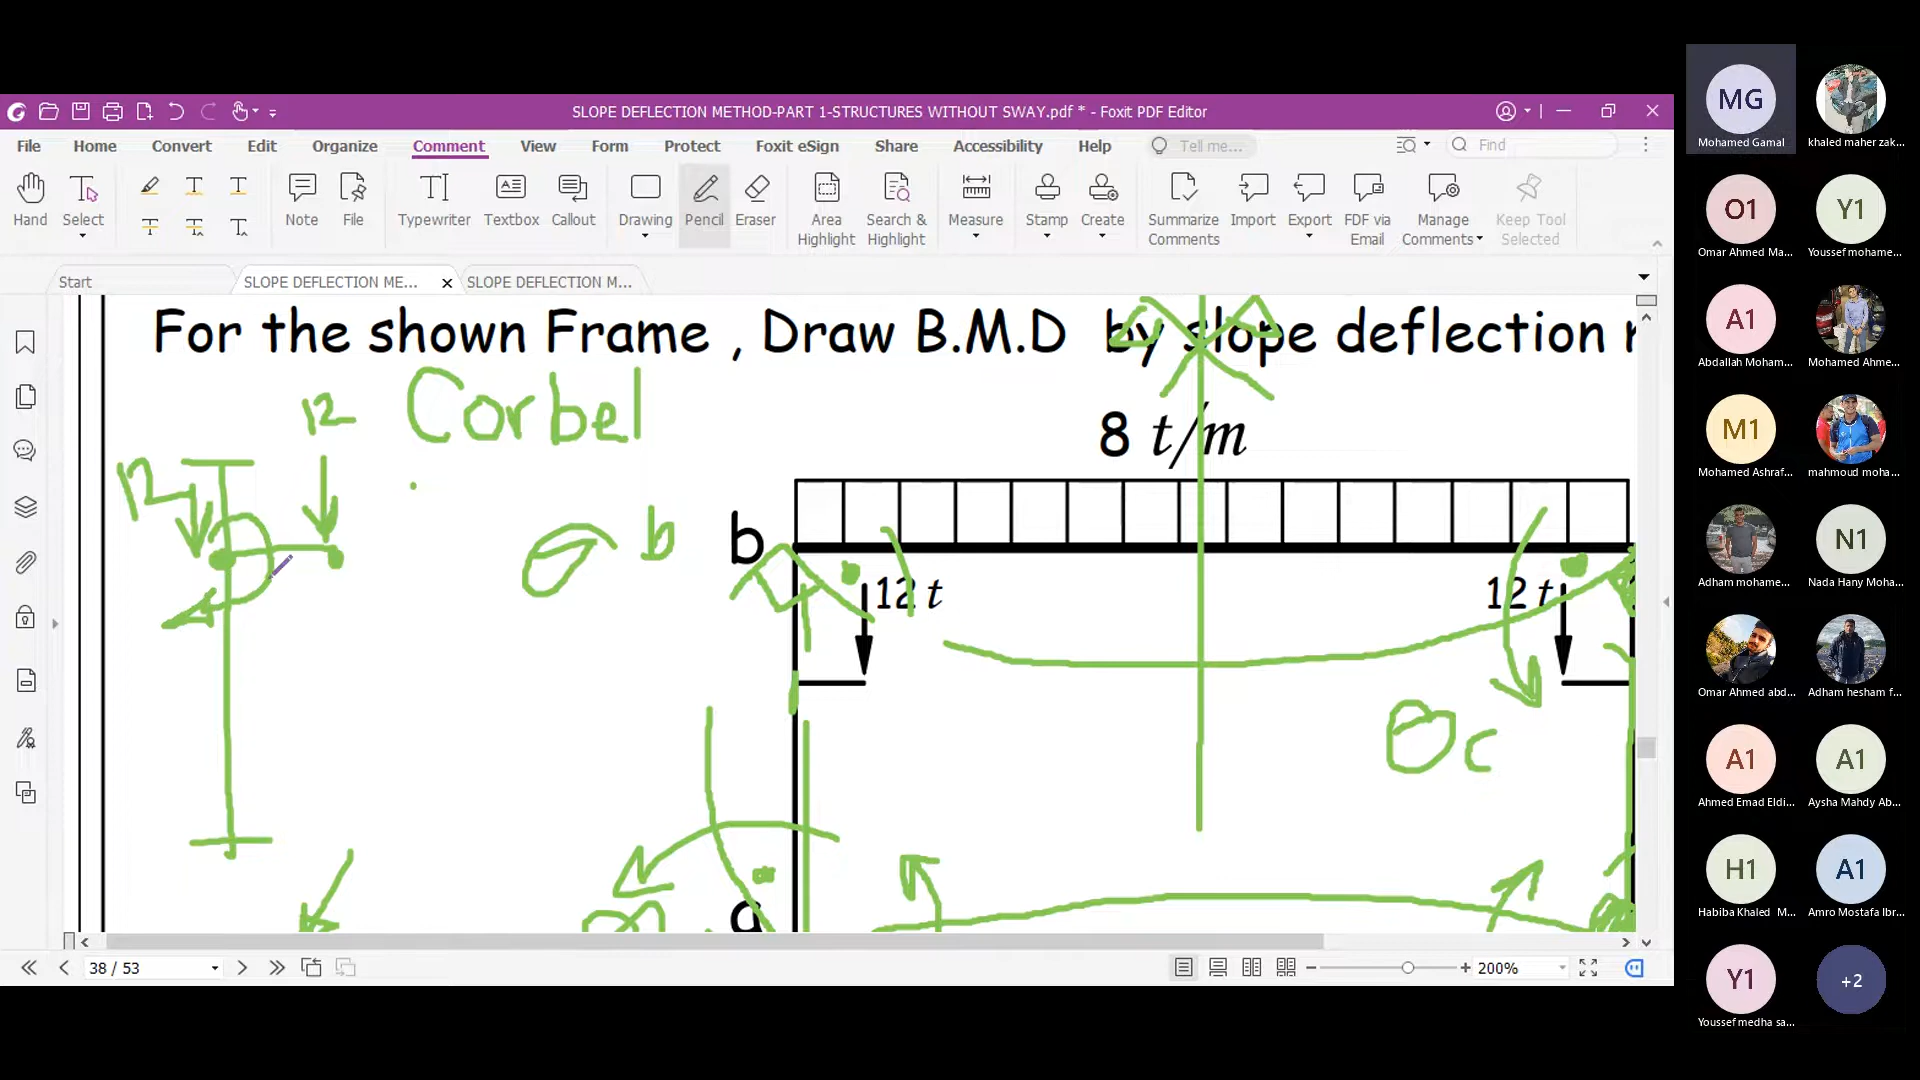 SLOPE DEFLECTION METHOD-PART 1-STRUCTURES WITHOUT SWAY.pdf * - Foxit PDF Editor
File Home Convert Edit Organize Comment View Form Protect Foxit eSign Share Accessibility Help Tell me... Find
Hand Select Note File Typewriter Textbox Callout Drawing Pencil Eraser Area Highlight Search & Highlight Measure Stamp Create Summarize Comments Import Export FDF via Email Manage Comments Keep Tool Selected
Start SLOPE DEFLECTION ME... SLOPE DEFLECTION M...
For the shown Frame , Draw B.M.D by slope deflection
12 Corbel
8 t/m
12
θ b b
12 t 12 t
θ c
a
38 / 53 200%
MG
Mohamed Gamal khaled maher zak...
O1 Y1
Omar Ahmed Ma... Youssef mohame...
A1
Abdallah Moham... Mohamed Ahme...
M1
Mohamed Ashraf... mahmoud moha...
N1
Adham mohame... Nada Hany Moha...
Omar Ahmed abd... Adham hesham f...
A1 A1
Ahmed Emad Eldi... Aysha Mahdy Ab...
H1 A1
Habiba Khaled M... Amro Mostafa Ibr...
Y1 +2
Youssef medha sa...